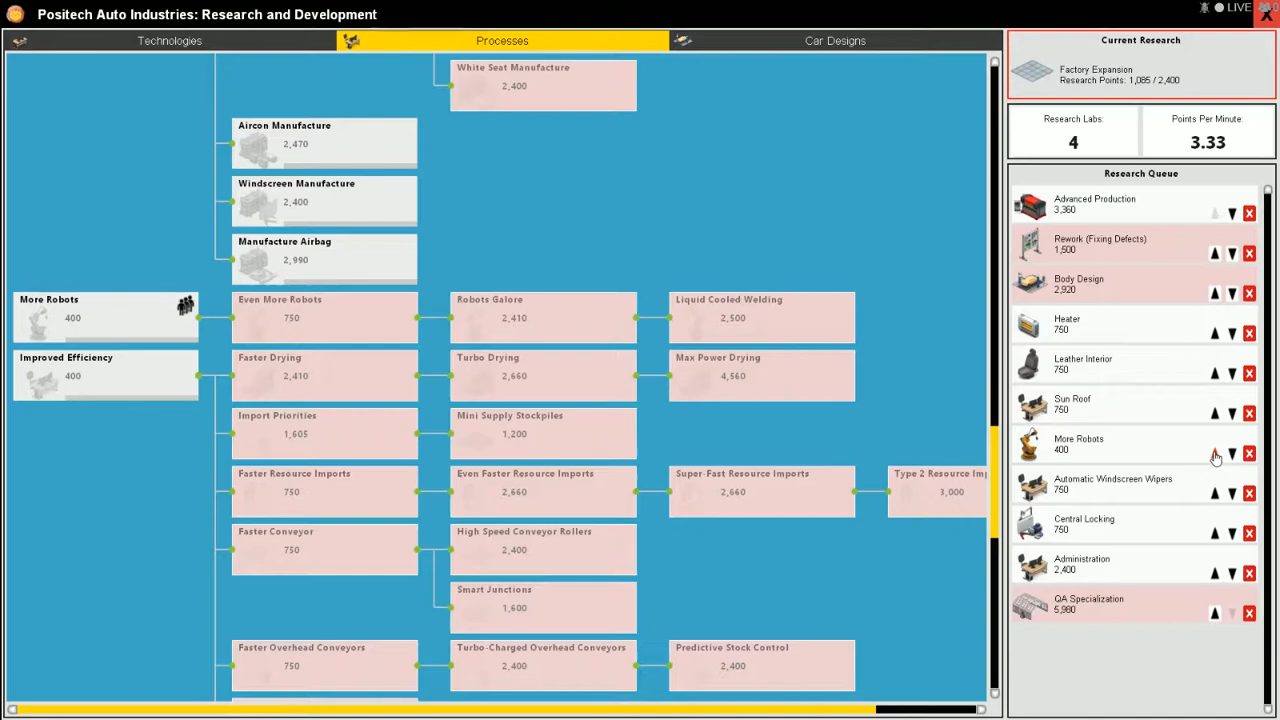 Positech Auto Industries: Research and Development
LIVE
Technologies
Processes
Car Designs
White Seat Manufacture
2,400
Aircon Manufacture
2,470
Windscreen Manufacture
2,400
Manufacture Airbag
2,990
More Robots
400
Even More Robots
750
Robots Galore
2,410
Liquid Cooled Welding
2,500
Improved Efficiency
400
Faster Drying
2,410
Turbo Drying
2,660
Max Power Drying
4,560
Import Priorities
1,605
Mini Supply Stockpiles
1,200
Faster Resource Imports
750
Even Faster Resource Imports
2,660
Super-Fast Resource Imports
2,660
Type 2 Resource Imp
3,000
Faster Conveyor
750
High Speed Conveyor Rollers
2,400
Smart Junctions
1,600
Faster Overhead Conveyors
750
Turbo-Charged Overhead Conveyors
2,400
Predictive Stock Control
2,400
Current Research
Factory Expansion
Research Points: 1,085 / 2,400
Research Labs:
4
Points Per Minute:
3.33
Research Queue
Advanced Production
3,360
Rework (Fixing Defects)
1,500
Body Design
2,920
Heater
750
Leather Interior
750
Sun Roof
750
More Robots
400
Automatic Windscreen Wipers
750
Central Locking
750
Administration
2,400
QA Specialization
5,980